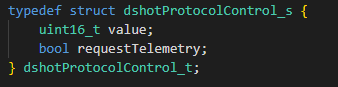 typedef struct dshotProtocolControl_s {
    uint16_t value;
    bool requestTelemetry;
} dshotProtocolControl_t;